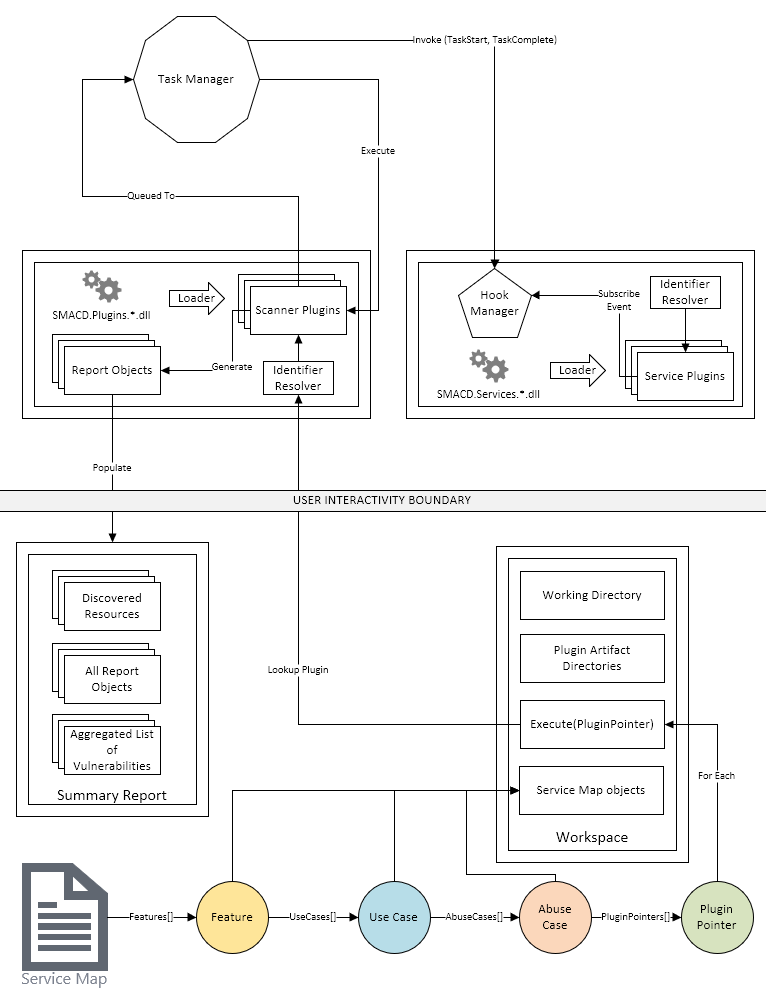 Invoke (TaskStart, TaskComplete)
Task Manager
Execute
Queued To
SMACD.Plugins.*.dll
Loader
Scanner Plugins
Report Objects
Generate
Identifier
Resolver
Hook
Manager
Subscribe
Event
Identifier
Resolver
SMACD.Services.*.dll
Loader
Service Plugins
Populate
USER INTERACTIVITY BOUNDARY
Discovered
Resources
All Report
Objects
Aggregated List
of
Vulnerabilities
Summary Report
Lookup Plugin
Working Directory
Plugin Artifact
Directories
Execute(PluginPointer)
Service Map objects
Workspace
For Each
Service Map
Features[]
Feature
UseCases[]
Use Case
AbuseCases[]
Abuse
Case
PluginPointers[]
Plugin
Pointer